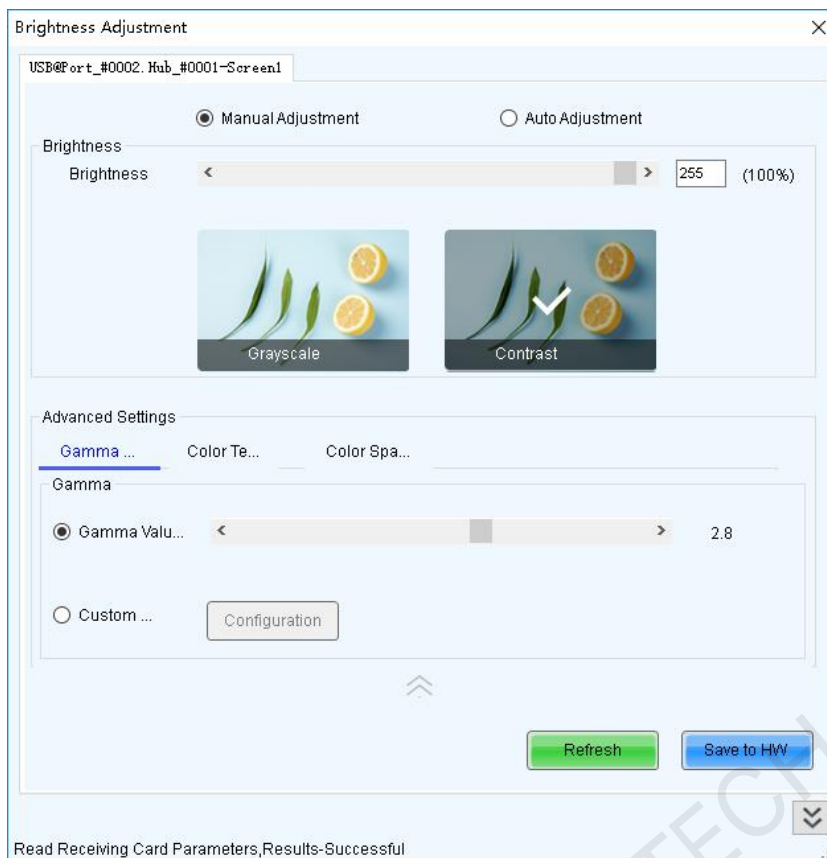 Brightness Adjustment
USB@Port_#0002.Hub_#0001-Screen1
Manual Adjustment Auto Adjustment
Brightness
Brightness 255 (100%)
Grayscale Contrast
Advanced Settings
Gamma ... Color Te... Color Spa...
Gamma
Gamma Valu... 2.8
Custom ... Configuration
Refresh Save to HW
TECH
Read Receiving Card Parameters,Results-Successful